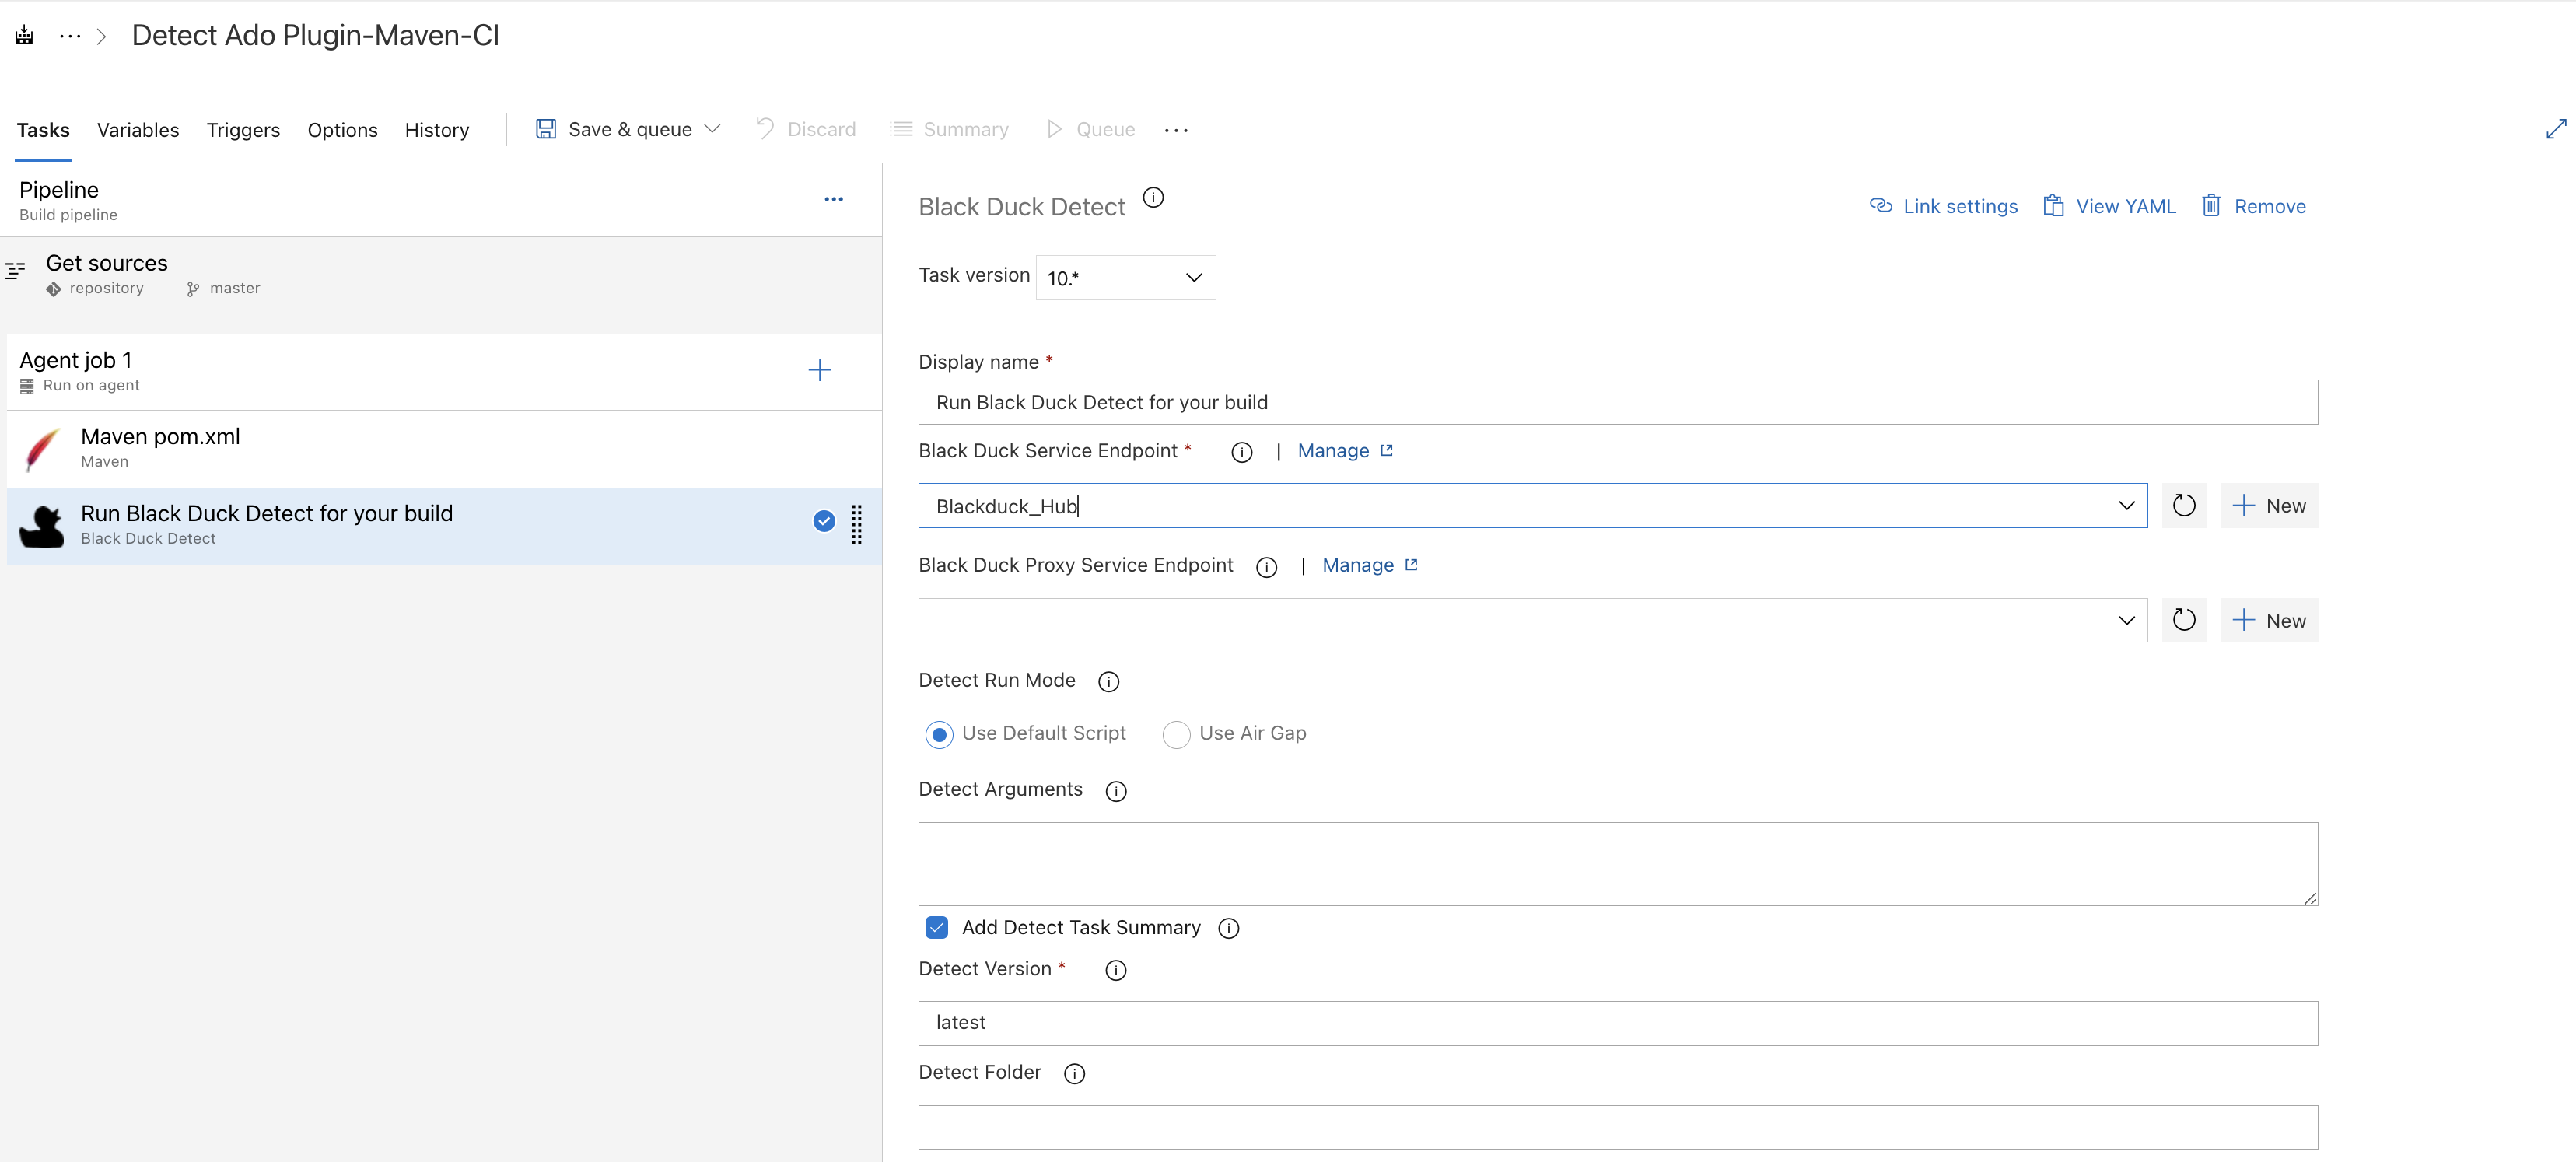 Detect Ado Plugin-Maven-CI
Tasks Variables Triggers Options History Save & queue Discard Summary Queue
Pipeline
Build pipeline
Get sources
repository master
Agent job 1
Run on agent
Maven pom.xml
Maven
Run Black Duck Detect for your build
Black Duck Detect
Black Duck Detect Link settings View YAML Remove
Task version 10.*
Display name *
Run Black Duck Detect for your build
Black Duck Service Endpoint * | Manage
Blackduck_Hub New
Black Duck Proxy Service Endpoint | Manage
New
Detect Run Mode
Use Default Script Use Air Gap
Detect Arguments
Add Detect Task Summary
Detect Version *
latest
Detect Folder